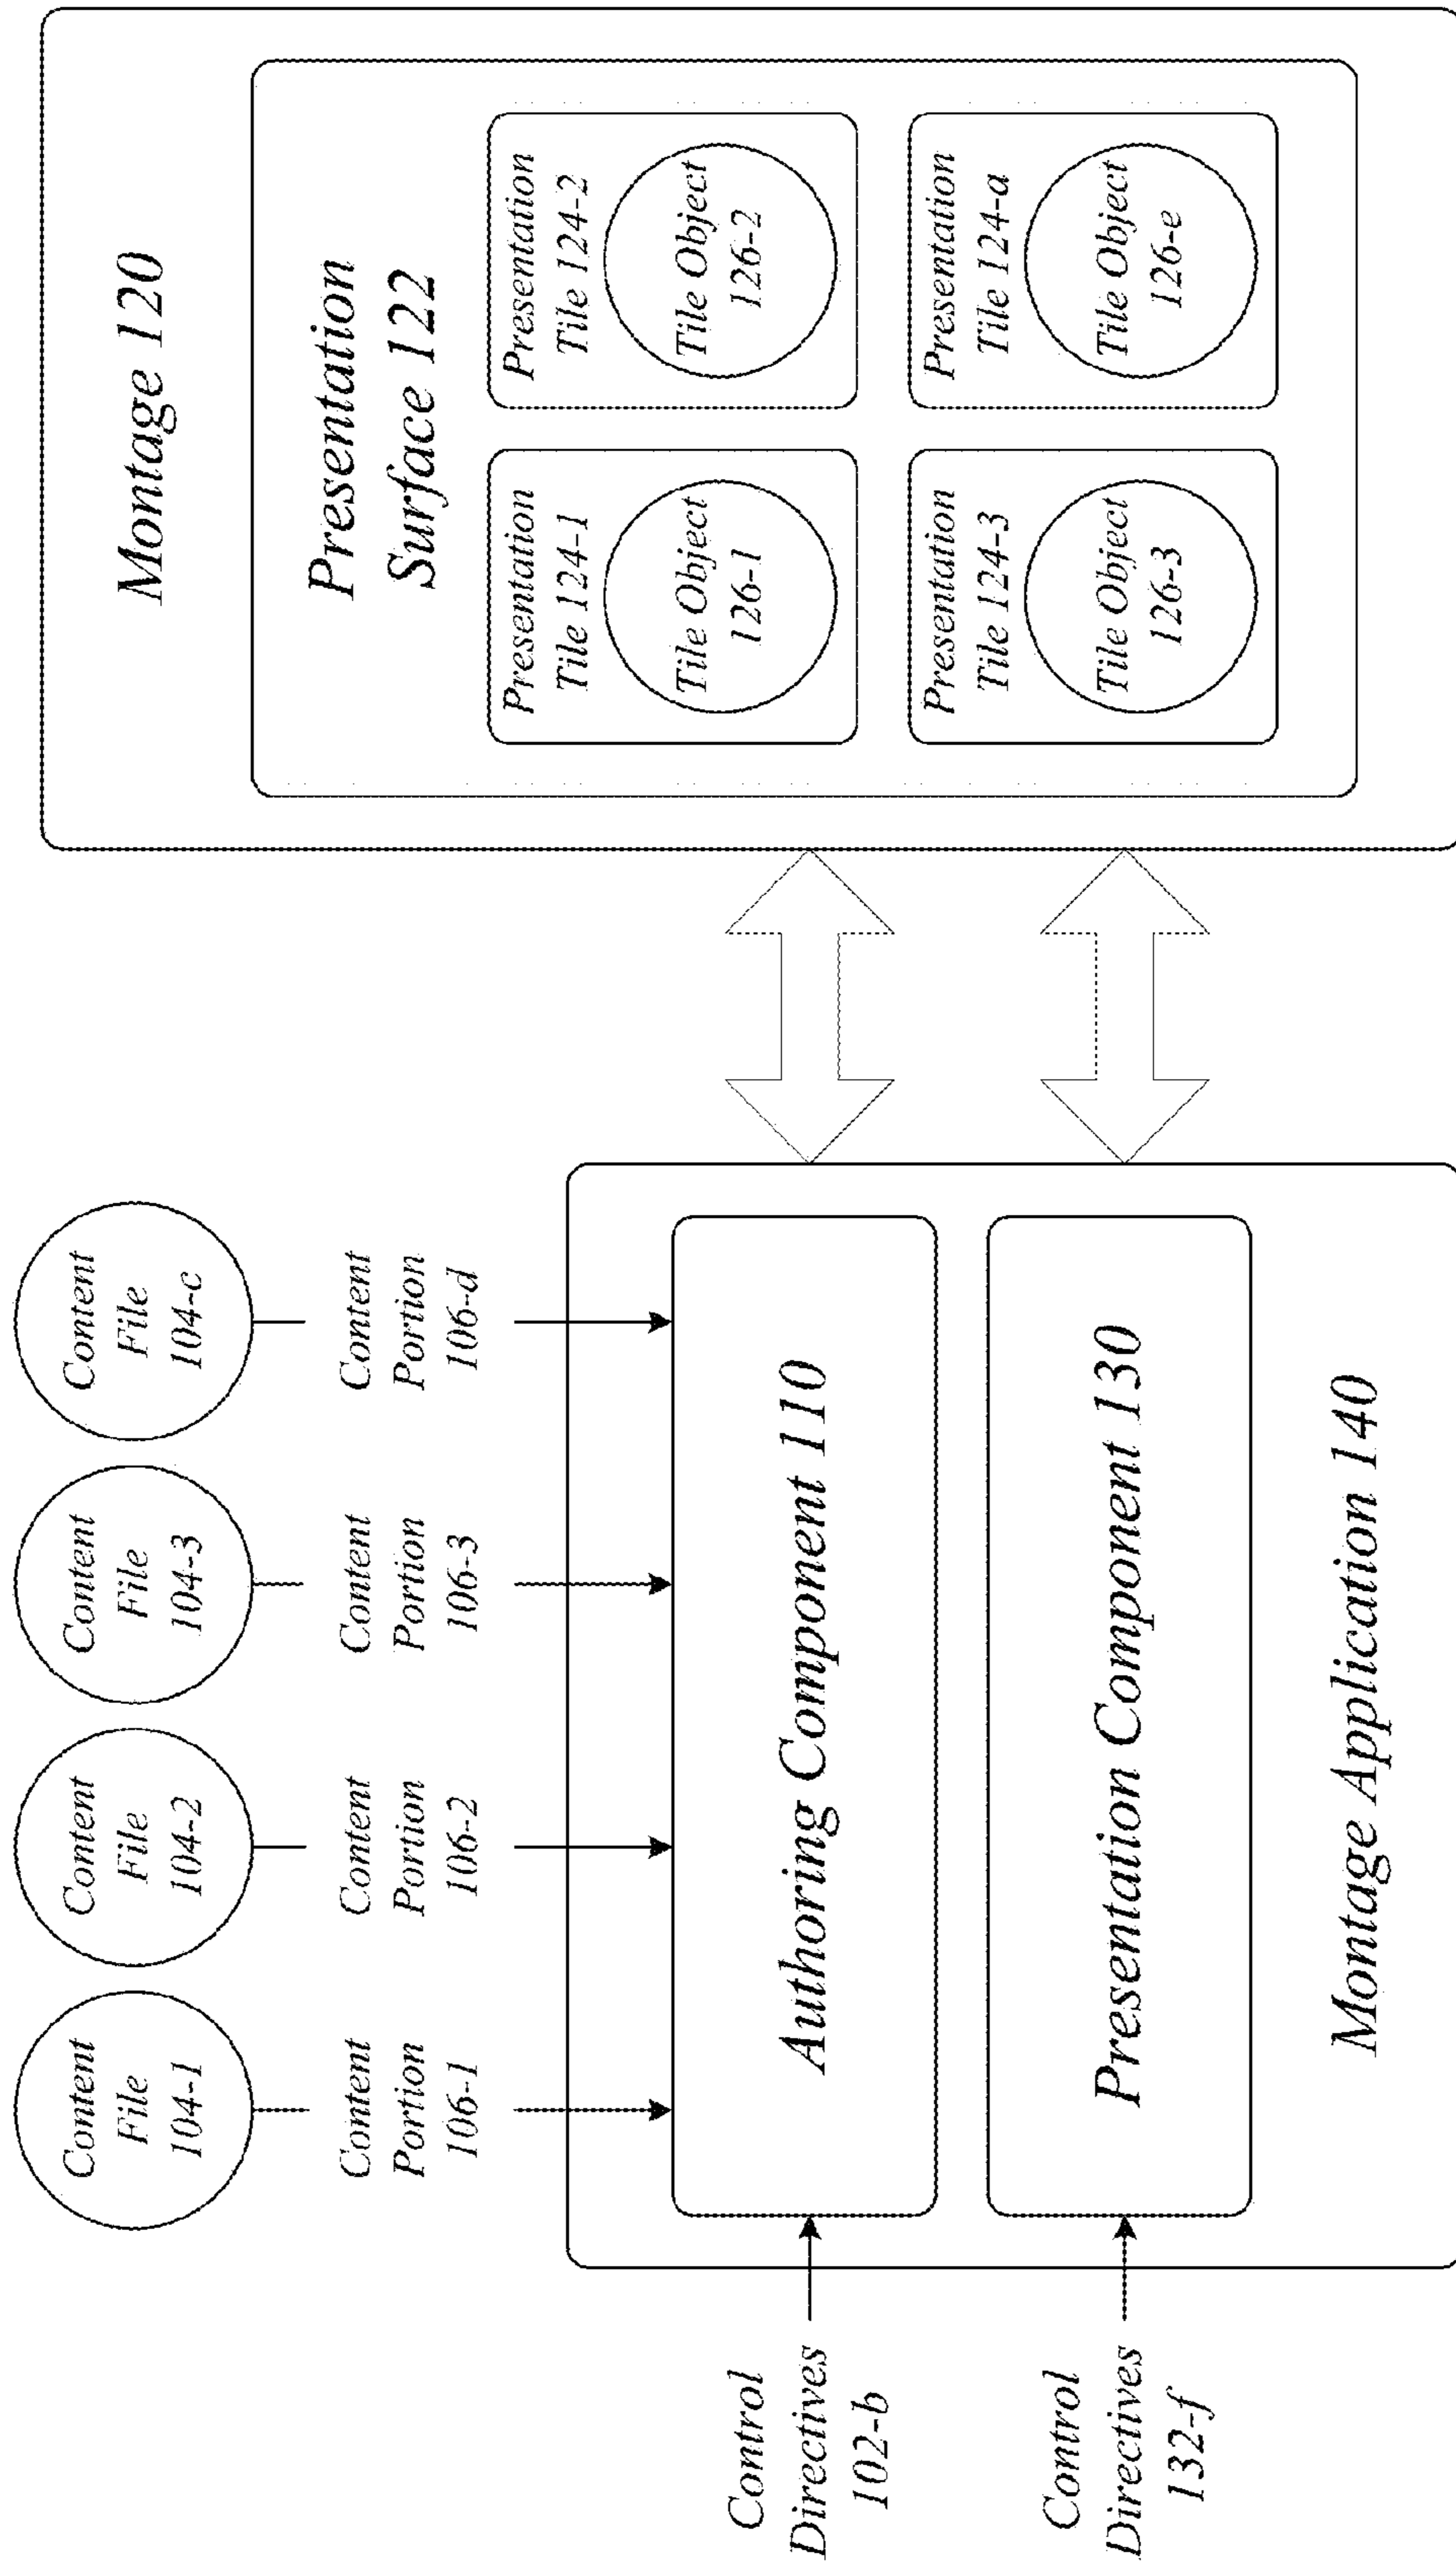 Content
File
104-1
Content
File
104-2
Content
File
104-3
Content
File
104-c
Content
Portion
106-1
Content
Portion
106-2
Content
Portion
106-3
Content
Portion
106-d
Control
Directives
102-b
Authoring Component 110
Control
Directives
132-f
Presentation Component 130
Montage Application 140
Montage 120
Presentation
Surface 122
Presentation
Tile 124-1
Tile Object
126-1
Presentation
Tile 124-2
Tile Object
126-2
Presentation
Tile 124-3
Tile Object
126-3
Presentation
Tile 124-a
Tile Object
126-e